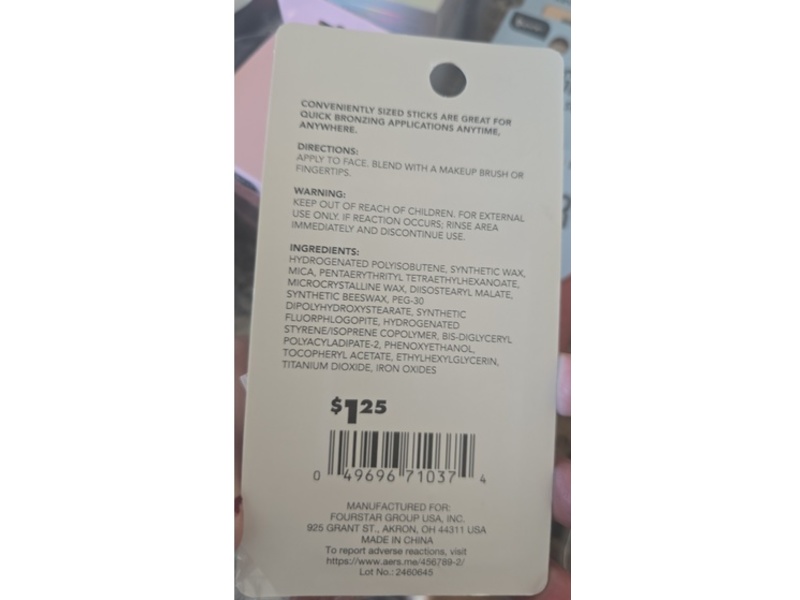 CONVENIENTLY SIZED STICKS ARE GREAT FOR
QUICK BRONZING APPLICATIONS ANYTIME,
ANYWHERE.
DIRECTIONS:
APPLY TO FACE. BLEND WITH A MAKEUP BRUSH OR
FINGERTIPS.
WARNING:
KEEP OUT OF REACH OF CHILDREN. FOR EXTERNAL
USE ONLY. IF REACTION OCCURS; RINSE AREA
IMMEDIATELY AND DISCONTINUE USE.
INGREDIENTS:
HYDROGENATED POLYISOBUTENE, SYNTHETIC WAX,
MICA, PENTAERYTHRITYL TETRAETHYLHEXANOATE,
MICROCRYSTALLINE WAX, DIISOSTEARYL MALATE,
SYNTHETIC BEESWAX, PEG-30
DIPOLYHYDROXYSTEARATE, SYNTHETIC
FLUORPHLOGOPITE, HYDROGENATED
STYRENE/ISOPRENE COPOLYMER, BIS-DIGLYCERYL
POLYACYLADIPATE-2, PHENOXYETHANOL,
TOCOPHERYL ACETATE, ETHYLHEXYLGLYCERIN,
TITANIUM DIOXIDE, IRON OXIDES
$1.25
0 49696 71037 4
MANUFACTURED FOR:
FOURSTAR GROUP USA, INC.
925 GRANT ST., AKRON, OH 44311 USA
MADE IN CHINA
To report adverse reactions, visit
https://www.aers.me/456789-2/
Lot No.: 2460645